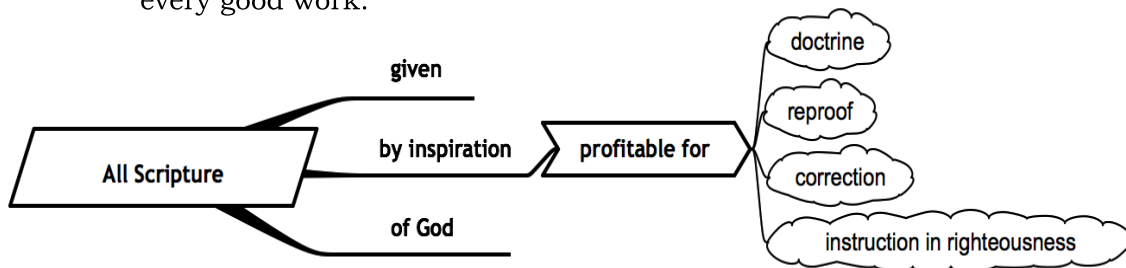 every good work.
given
All Scripture
by inspiration
of God
profitable for
doctrine
reproof
correction
instruction in righteousness